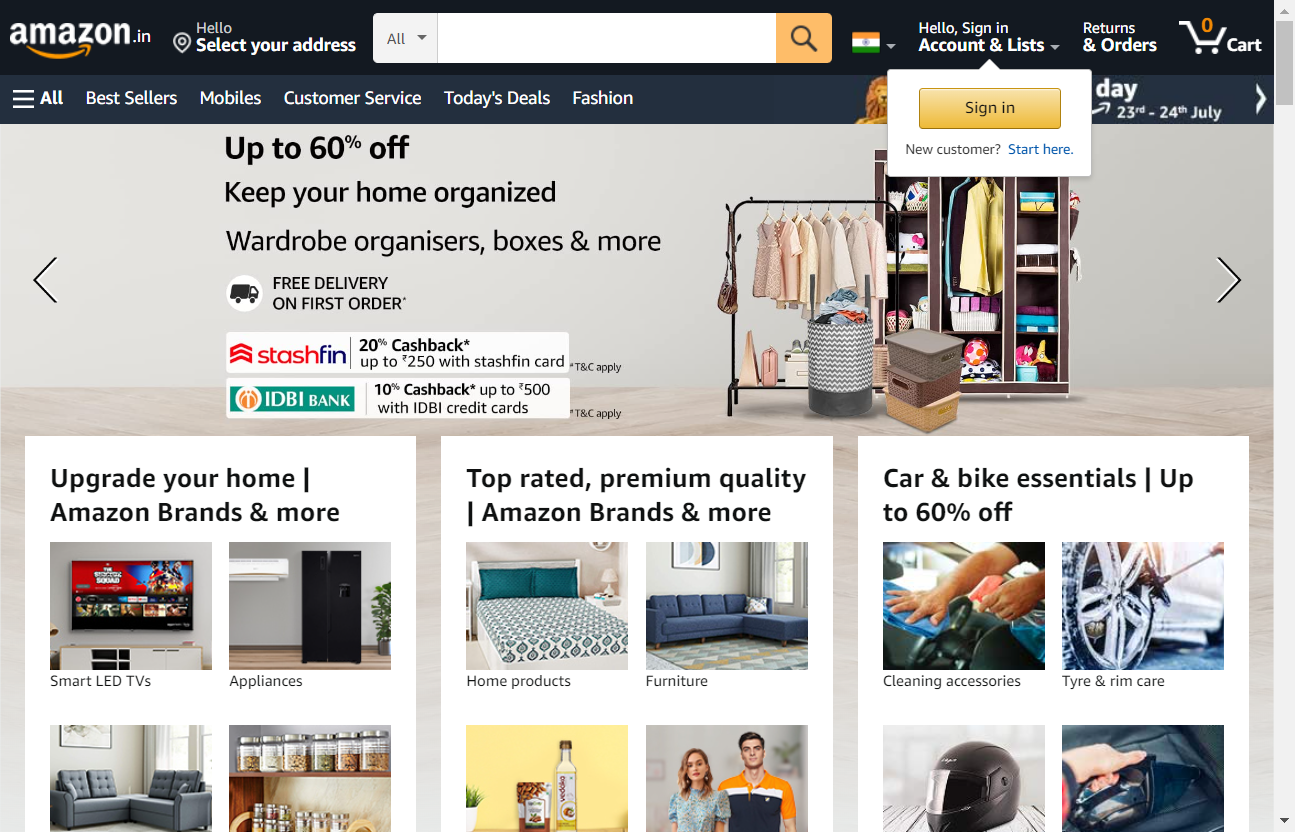 amazon.in
Hello
Select your address
All
Hello, Sign in
Account & Lists
Returns
& Orders
0
Cart
All
Best Sellers
Mobiles
Customer Service
Today's Deals
Fashion
day
23rd - 24th July
Sign in
New customer? Start here.
Up to 60% off
Keep your home organized
Wardrobe organisers, boxes & more
FREE DELIVERY
ON FIRST ORDER*
stashfin
20% Cashback*
up to ₹250 with stashfin card
*T&C apply
IDBI BANK
10% Cashback* up to ₹500
with IDBI credit cards
*T&C apply
Upgrade your home |
Amazon Brands & more
Smart LED TVs
Appliances
Top rated, premium quality
| Amazon Brands & more
Home products
Furniture
Car & bike essentials | Up
to 60% off
Cleaning accessories
Tyre & rim care